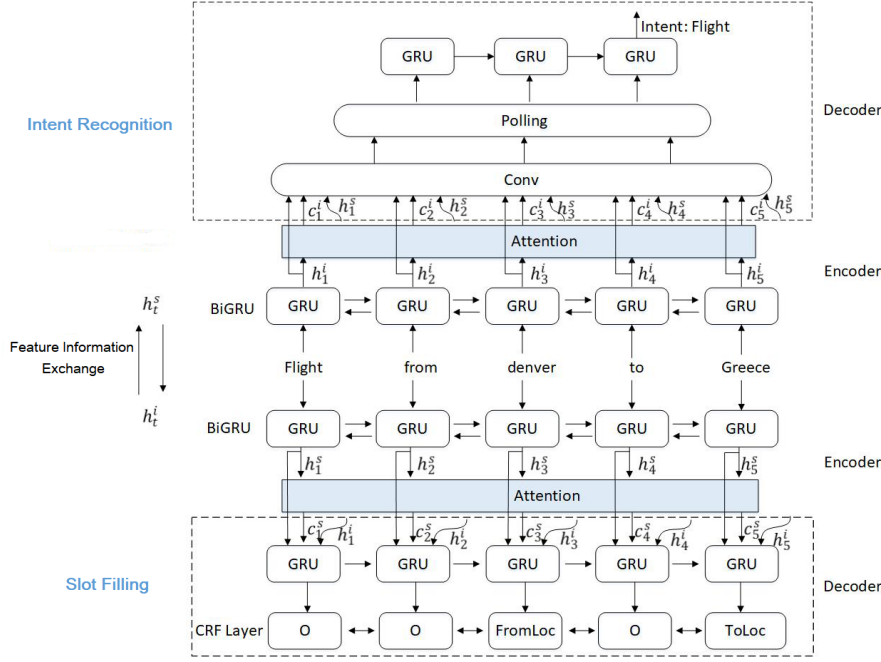 Intent: Flight
GRU GRU GRU
Decoder
Intent Recognition
Polling
Conv
$c_1^i$ $h_1^s$ $c_2^i$ $h_2^s$ $c_3^i$ $h_3^s$ $c_4^i$ $h_4^s$ $c_5^i$ $h_5^s$
Attention
Encoder
$h_1^i$ $h_2^i$ $h_3^i$ $h_4^i$ $h_5^i$
BiGRU GRU GRU GRU GRU GRU
$h_t^s$
Feature Information
Exchange
$h_t^i$
Flight from denver to Greece
BiGRU GRU GRU GRU GRU GRU
$h_1^s$ $h_2^s$ $h_3^s$ $h_4^s$ $h_5^s$
Encoder
Attention
$c_1^s$ $h_1^i$ $c_2^s$ $h_2^i$ $c_3^s$ $h_3^i$ $c_4^s$ $h_4^i$ $c_5^s$ $h_5^i$
GRU GRU GRU GRU GRU
Slot Filling
Decoder
CRF Layer O O FromLoc O ToLoc